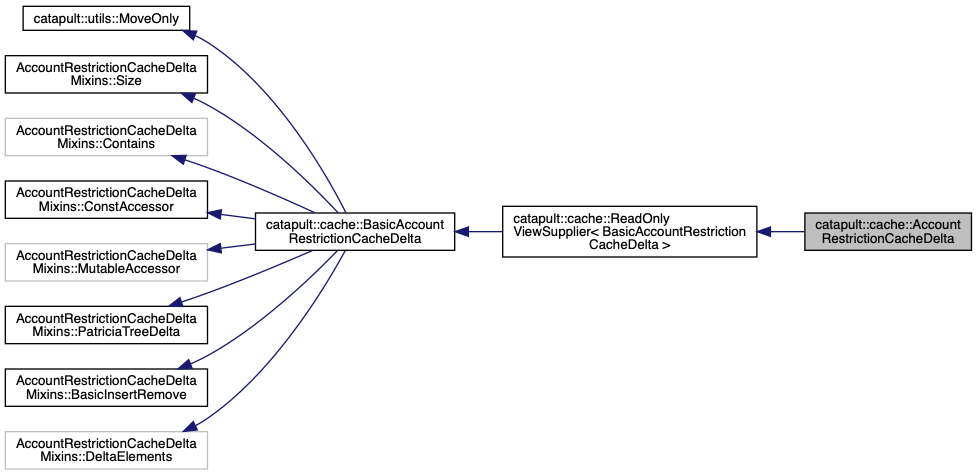 catapult::utils::MoveOnly
AccountRestrictionCacheDelta
Mixins::Size
AccountRestrictionCacheDelta
Mixins::Contains
AccountRestrictionCacheDelta
Mixins::ConstAccessor
AccountRestrictionCacheDelta
Mixins::MutableAccessor
AccountRestrictionCacheDelta
Mixins::PatriciaTreeDelta
AccountRestrictionCacheDelta
Mixins::BasicInsertRemove
AccountRestrictionCacheDelta
Mixins::DeltaElements
catapult::cache::BasicAccount
RestrictionCacheDelta
catapult::cache::ReadOnly
ViewSupplier< BasicAccountRestriction
CacheDelta >
catapult::cache::Account
RestrictionCacheDelta